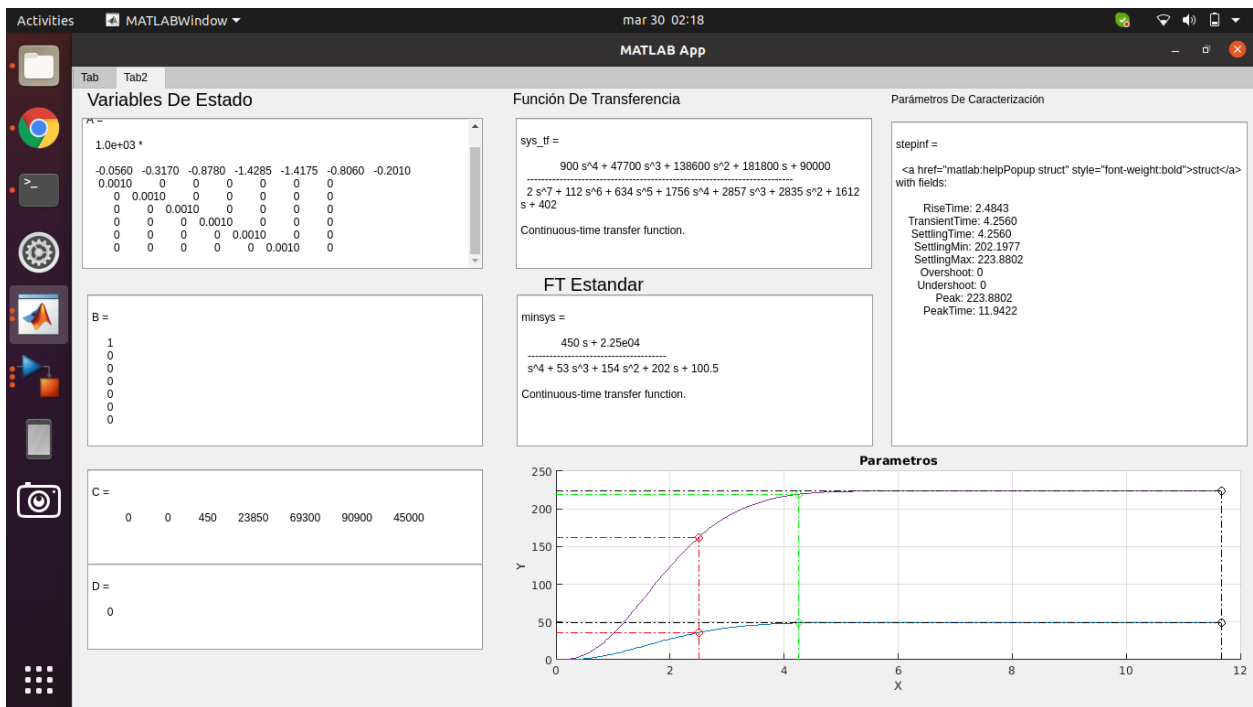 Activities MATLABWindow mar 30 02:18
MATLAB App
Tab Tab2
Variables De Estado
A =
1.0e+03 *
-0.0560 -0.3170 -0.8780 -1.4285 -1.4175 -0.8060 -0.2010
0.0010 0 0 0 0 0 0
0 0.0010 0 0 0 0 0
0 0 0.0010 0 0 0 0
0 0 0 0.0010 0 0 0
0 0 0 0 0.0010 0 0
0 0 0 0 0 0.0010 0
B =
1
0
0
0
0
0
0
C =
0 0 450 23850 69300 90900 45000
D =
0
Función De Transferencia
sys_tf =
900 s^4 + 47700 s^3 + 138600 s^2 + 181800 s + 90000
--------------------------------------------------------------------------
2 s^7 + 112 s^6 + 634 s^5 + 1756 s^4 + 2857 s^3 + 2835 s^2 + 1612
s + 402
Continuous-time transfer function.
FT Estandar
minsys =
450 s + 2.25e04
--------------------------------------
s^4 + 53 s^3 + 154 s^2 + 202 s + 100.5
Continuous-time transfer function.
Parámetros De Caracterización
stepinf =
<a href="matlab:helpPopup struct" style="font-weight:bold">struct</a>
with fields:
RiseTime: 2.4843
TransientTime: 4.2560
SettlingTime: 4.2560
SettlingMin: 202.1977
SettlingMax: 223.8802
Overshoot: 0
Undershoot: 0
Peak: 223.8802
PeakTime: 11.9422
Parametros
250
200
150
100
50
0
Y
0 2 4 6 8 10 12
X